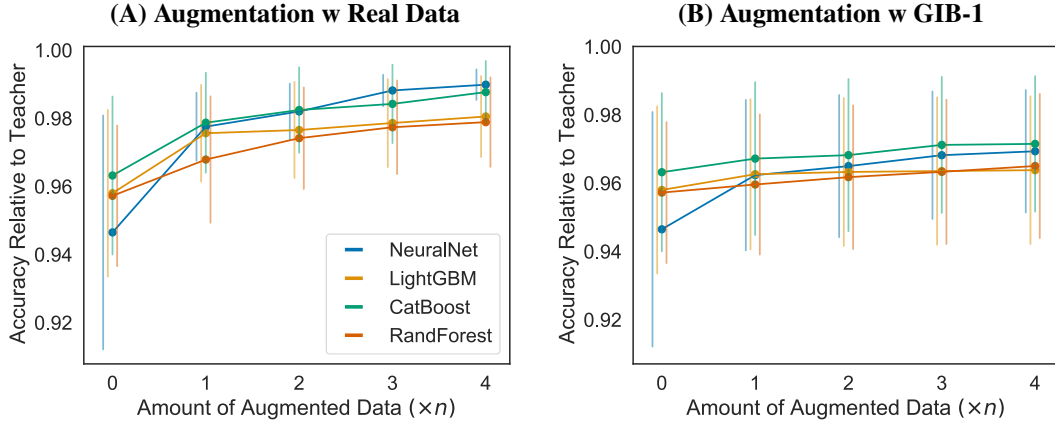 (A) Augmentation w Real Data
1.00
0.98
0.96
0.94
0.92
Accuracy Relative to Teacher
NeuralNet
LightGBM
CatBoost
RandForest
0 1 2 3 4
Amount of Augmented Data (×n)
(B) Augmentation w GIB-1
1.00
0.98
0.96
0.94
0.92
Accuracy Relative to Teacher
0 1 2 3 4
Amount of Augmented Data (×n)